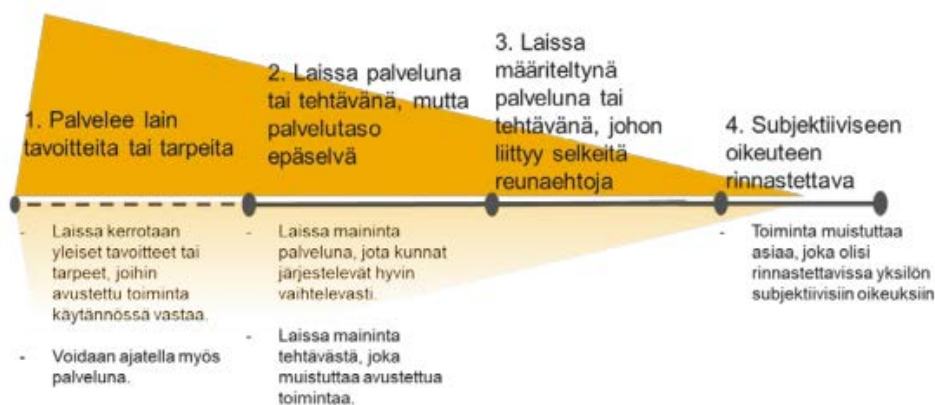 1. Palvelee lain
tavoitteita tai tarpeita
2. Laissa palveluna
tai tehtävänä, mutta
palvelutaso
epäselvä
3. Laissa
määriteltynä
palveluna tai
tehtävänä, johon
liittyy selkeitä
reunaehtoja
4. Subjektiiviseen
oikeuteen
rinnastettava
- Laissa kerrotaan
yleiset tavoitteet tai
tarpeet, joihin
avustettu toiminta
käytännössä vastaa.
- Voidaan ajatella myös
palveluna.
- Laissa maininta
palveluna, jota kunnat
järjestelevät hyvin
vaihtelevasti.
- Laissa maininta
tehtävästä, joka
muistuttaa avustettua
toimintaa.
- Toiminta muistuttaa
asiaa, joka olisi
rinnastettavissa yksilön
subjektiivisiin oikeuksiin